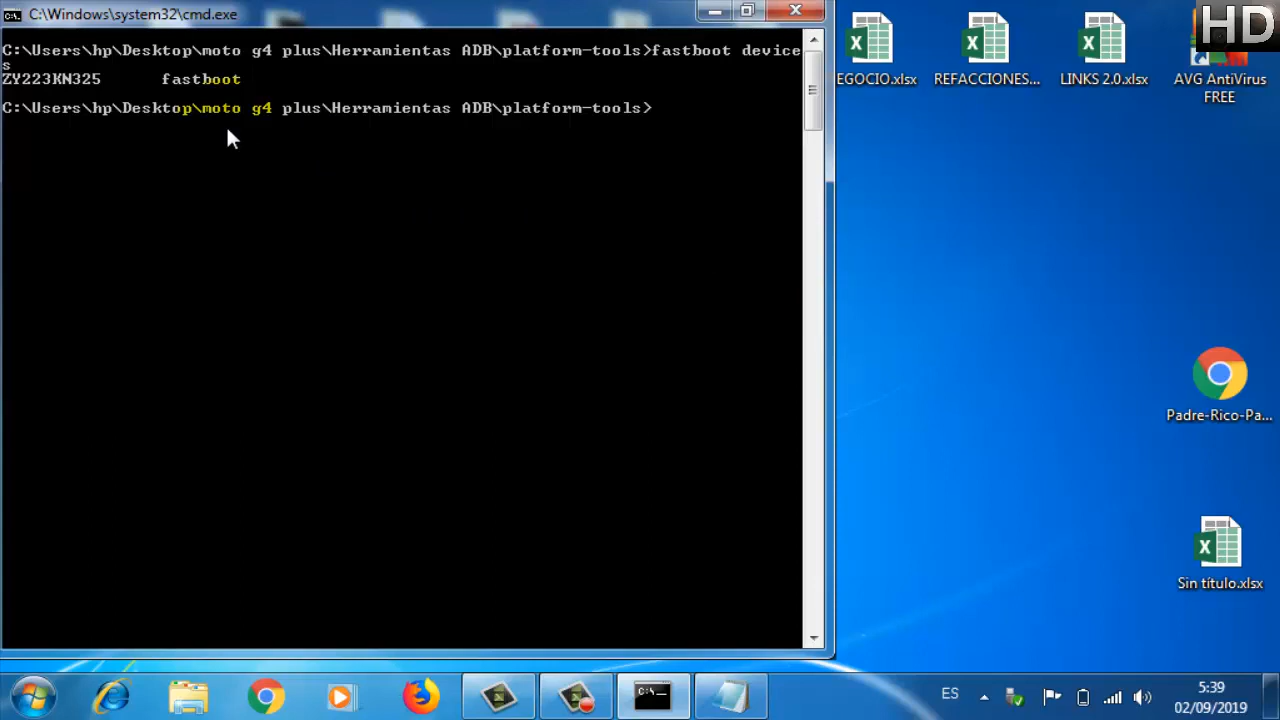 C:\Windows\system32\cmd.exe
C:\Users\hp\Desktop\moto g4 plus\Herramientas ADB\platform-tools>fastboot device
s
ZY223KN325 fastboot
C:\Users\hp\Desktop\moto g4 plus\Herramientas ADB\platform-tools>
HD
EGOCIO.xlsx
REFACCIONES...
LINKS 2.0.xlsx
AVG AntiVirus
FREE
Padre-Rico-Pa...
Sin título.xlsx
ES
5:39
02/09/2019